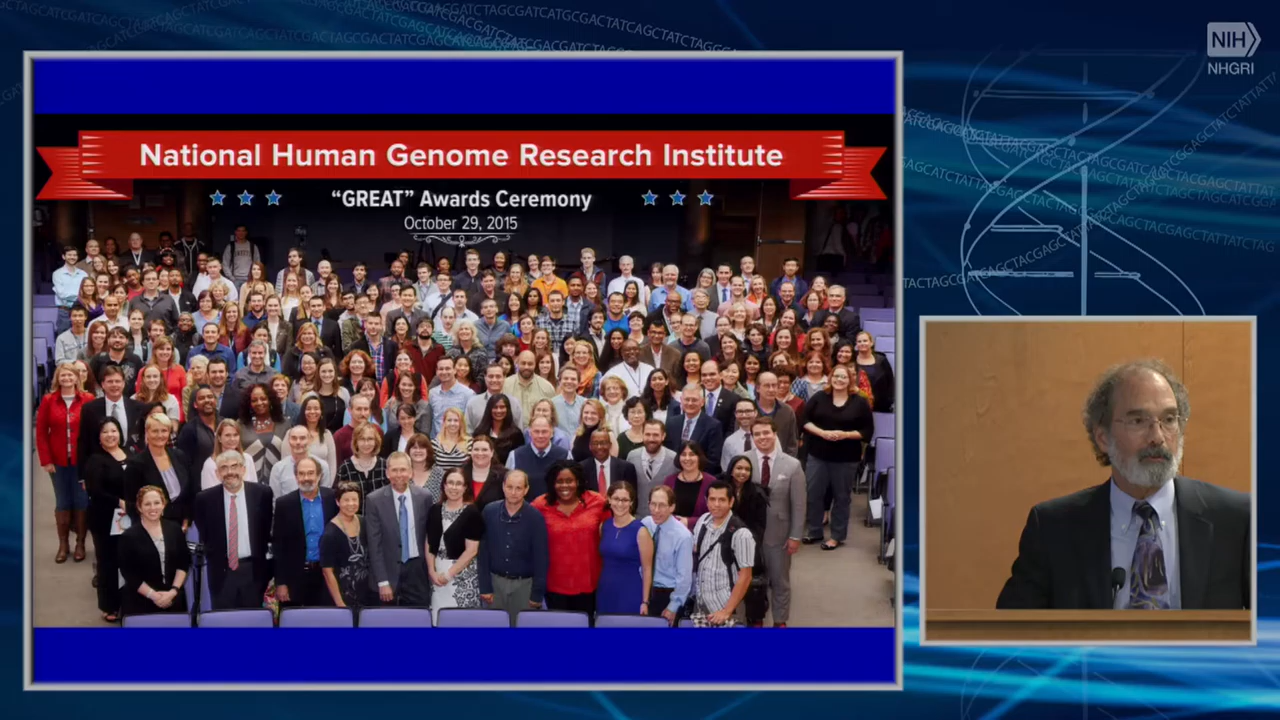 NIH
NHGRI
National Human Genome Research Institute
“GREAT” Awards Ceremony
October 29, 2015